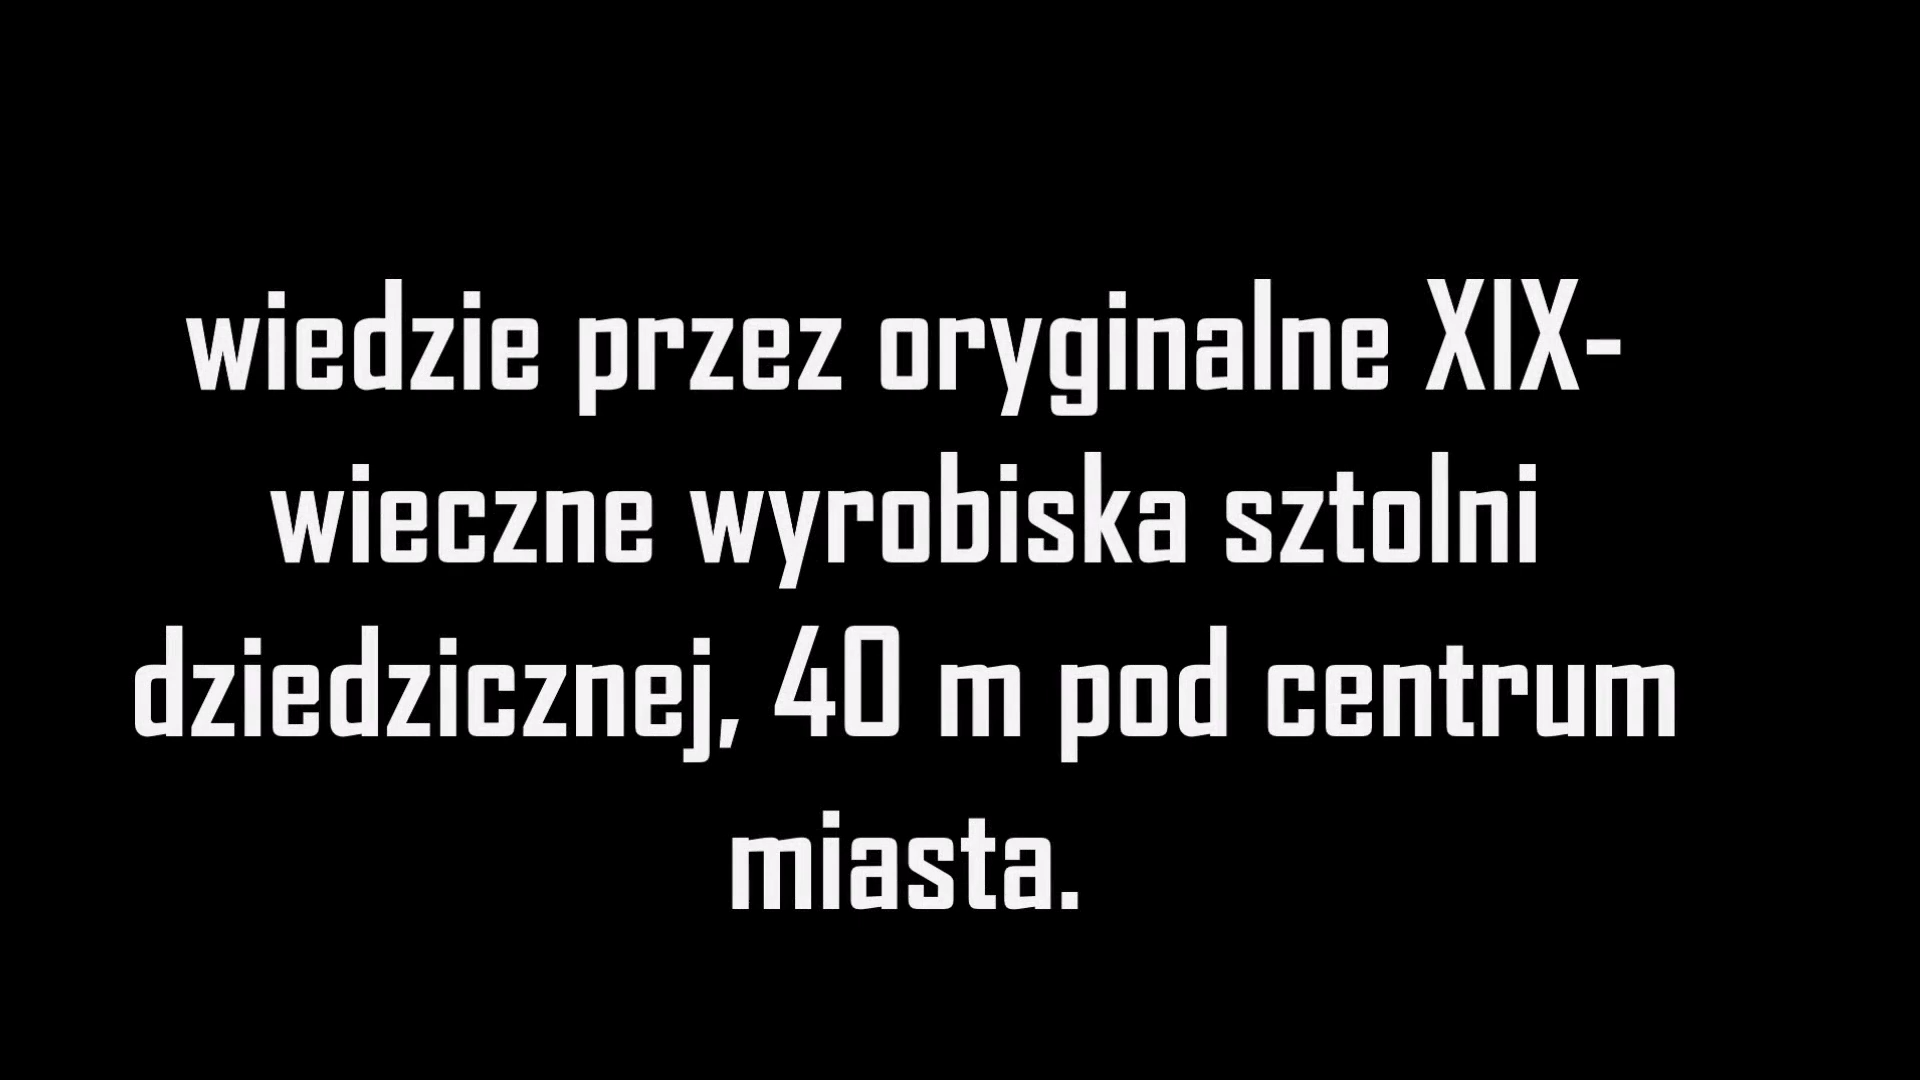 wiedzie przez oryginalne XIX-
wieczne wyrobiska sztolni
dziedzicznej, 40 m pod centrum
miasta.